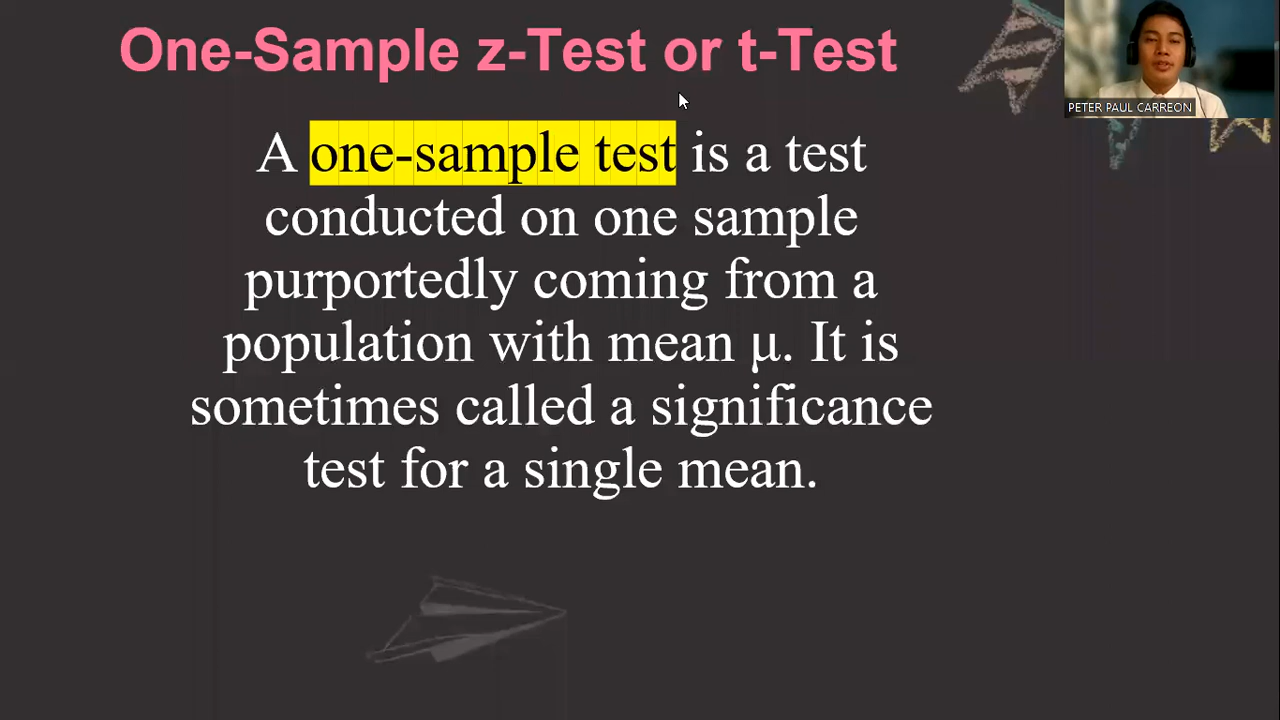 One-Sample z-Test or t-Test
PETER PAUL CARREON
A one-sample test is a test
conducted on one sample
purportedly coming from a
population with mean μ. It is
sometimes called a significance
test for a single mean.